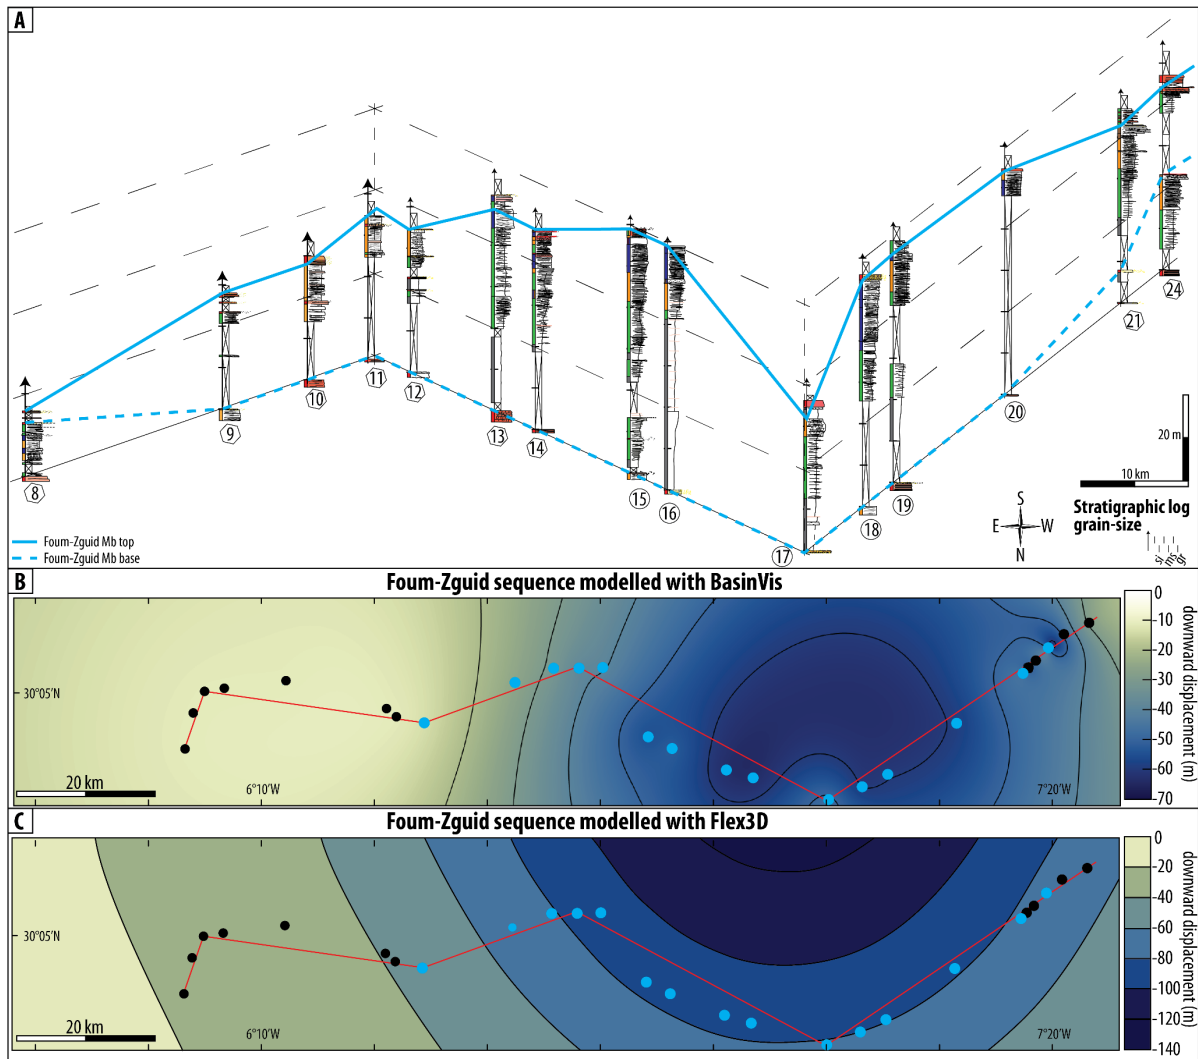 A
8
9
10
11
12
13
14
15
16
17
18
19
20
21
24
20 m
10 km
S
E W
N
Stratigraphic log
grain-size
si
ms
gr
Foum-Zguid Mb top
Foum-Zguid Mb base
B
Foum-Zguid sequence modelled with BasinVis
30°05'N
20 km
6°10'W
7°20'W
0
-10
-20
-30
-40
-50
-60
-70
downward displacement (m)
C
Foum-Zguid sequence modelled with Flex3D
30°05'N
20 km
6°10'W
7°20'W
0
-20
-40
-60
-80
-100
-120
-140
downward displacement (m)